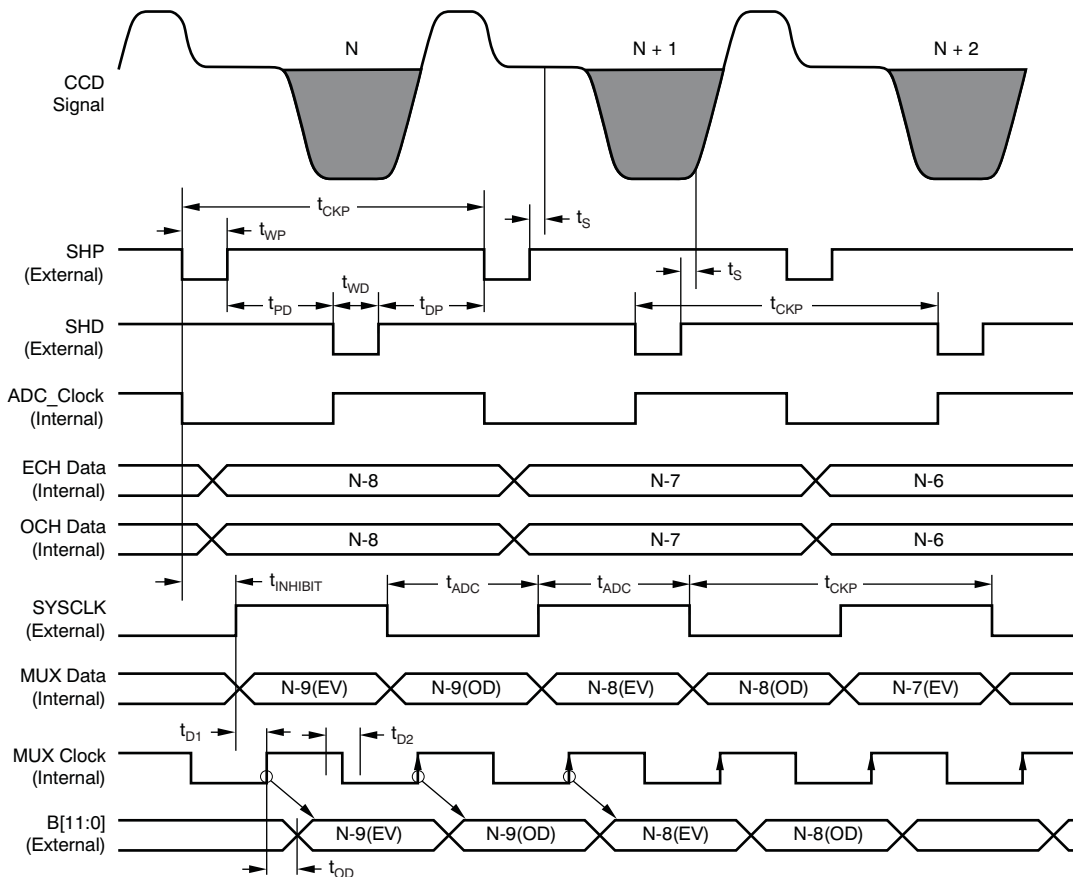 N
N + 1
N + 2
CCD
Signal
tCKP
tS
tWP
SHP
(External)
tWD
tS
tPD
tDP
tCKP
SHD
(External)
ADC_Clock
(Internal)
ECH Data
(Internal)
N-8
N-7
N-6
OCH Data
(Internal)
N-8
N-7
N-6
tINHIBIT
tADC
tADC
tCKP
SYSCLK
(External)
MUX Data
(Internal)
N-9(EV)
N-9(OD)
N-8(EV)
N-8(OD)
N-7(EV)
tD1
tD2
MUX Clock
(Internal)
B[11:0]
(External)
N-9(EV)
N-9(OD)
N-8(EV)
N-8(OD)
tOD